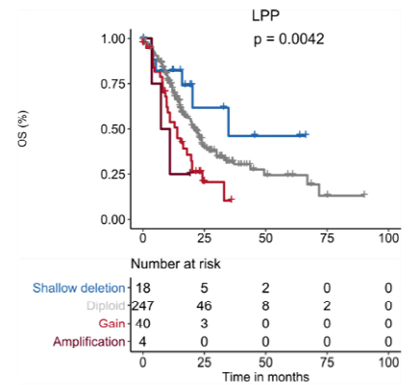 LPP
p = 0.0042
OS (%)
1.00
0.75
0.50
0.25
0.00
0 25 50 75 100
Number at risk
Shallow deletion 18 5 2 0 0
Diploid 247 46 8 2 0
Gain 40 3 0 0 0
Amplification 4 0 0 0 0
0 25 50 75 100
Time in months